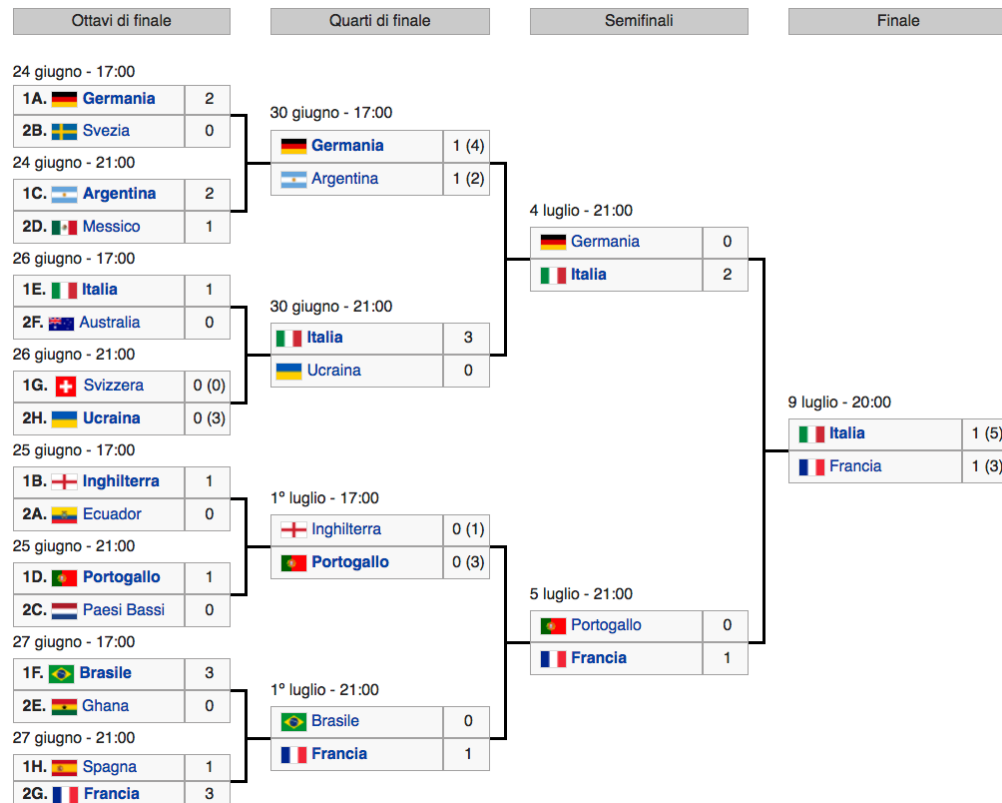 Ottavi di finale
Quarti di finale
Semifinali
Finale
24 giugno - 17:00
1A. Germania 2
2B. Svezia 0
24 giugno - 21:00
1C. Argentina 2
2D. Messico 1
26 giugno - 17:00
1E. Italia 1
2F. Australia 0
26 giugno - 21:00
1G. Svizzera 0 (0)
2H. Ucraina 0 (3)
25 giugno - 17:00
1B. Inghilterra 1
2A. Ecuador 0
25 giugno - 21:00
1D. Portogallo 1
2C. Paesi Bassi 0
27 giugno - 17:00
1F. Brasile 3
2E. Ghana 0
27 giugno - 21:00
1H. Spagna 1
2G. Francia 3
30 giugno - 17:00
Germania 1 (4)
Argentina 1 (2)
30 giugno - 21:00
Italia 3
Ucraina 0
1º luglio - 17:00
Inghilterra 0 (1)
Portogallo 0 (3)
1º luglio - 21:00
Brasile 0
Francia 1
4 luglio - 21:00
Germania 0
Italia 2
5 luglio - 21:00
Portogallo 0
Francia 1
9 luglio - 20:00
Italia 1 (5)
Francia 1 (3)